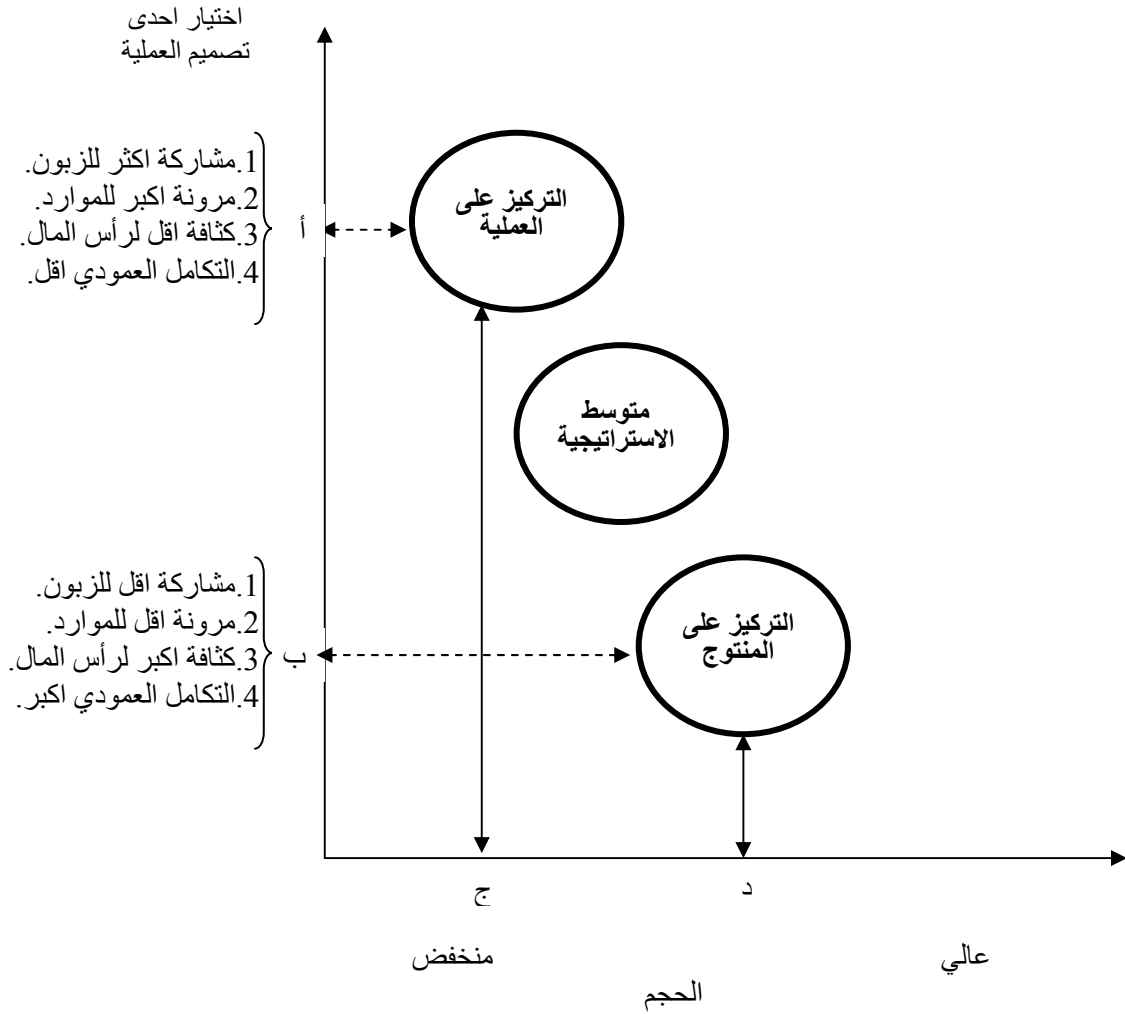 اختيار احدى
تصميم العملية
1.مشاركة اكثر للزبون.
2.مرونة اكبر للموارد.
3.كثافة اقل لرأس المال.
4.التكامل العمودي اقل.
أ
التركيز على
العملية
متوسط
الاستراتيجية
1.مشاركة اقل للزبون.
2.مرونة اقل للموارد.
3.كثافة اكبر لرأس المال.
4.التكامل العمودي اكبر.
ب
التركيز على
المنتوج
ج
د
منخفض
عالي
الحجم